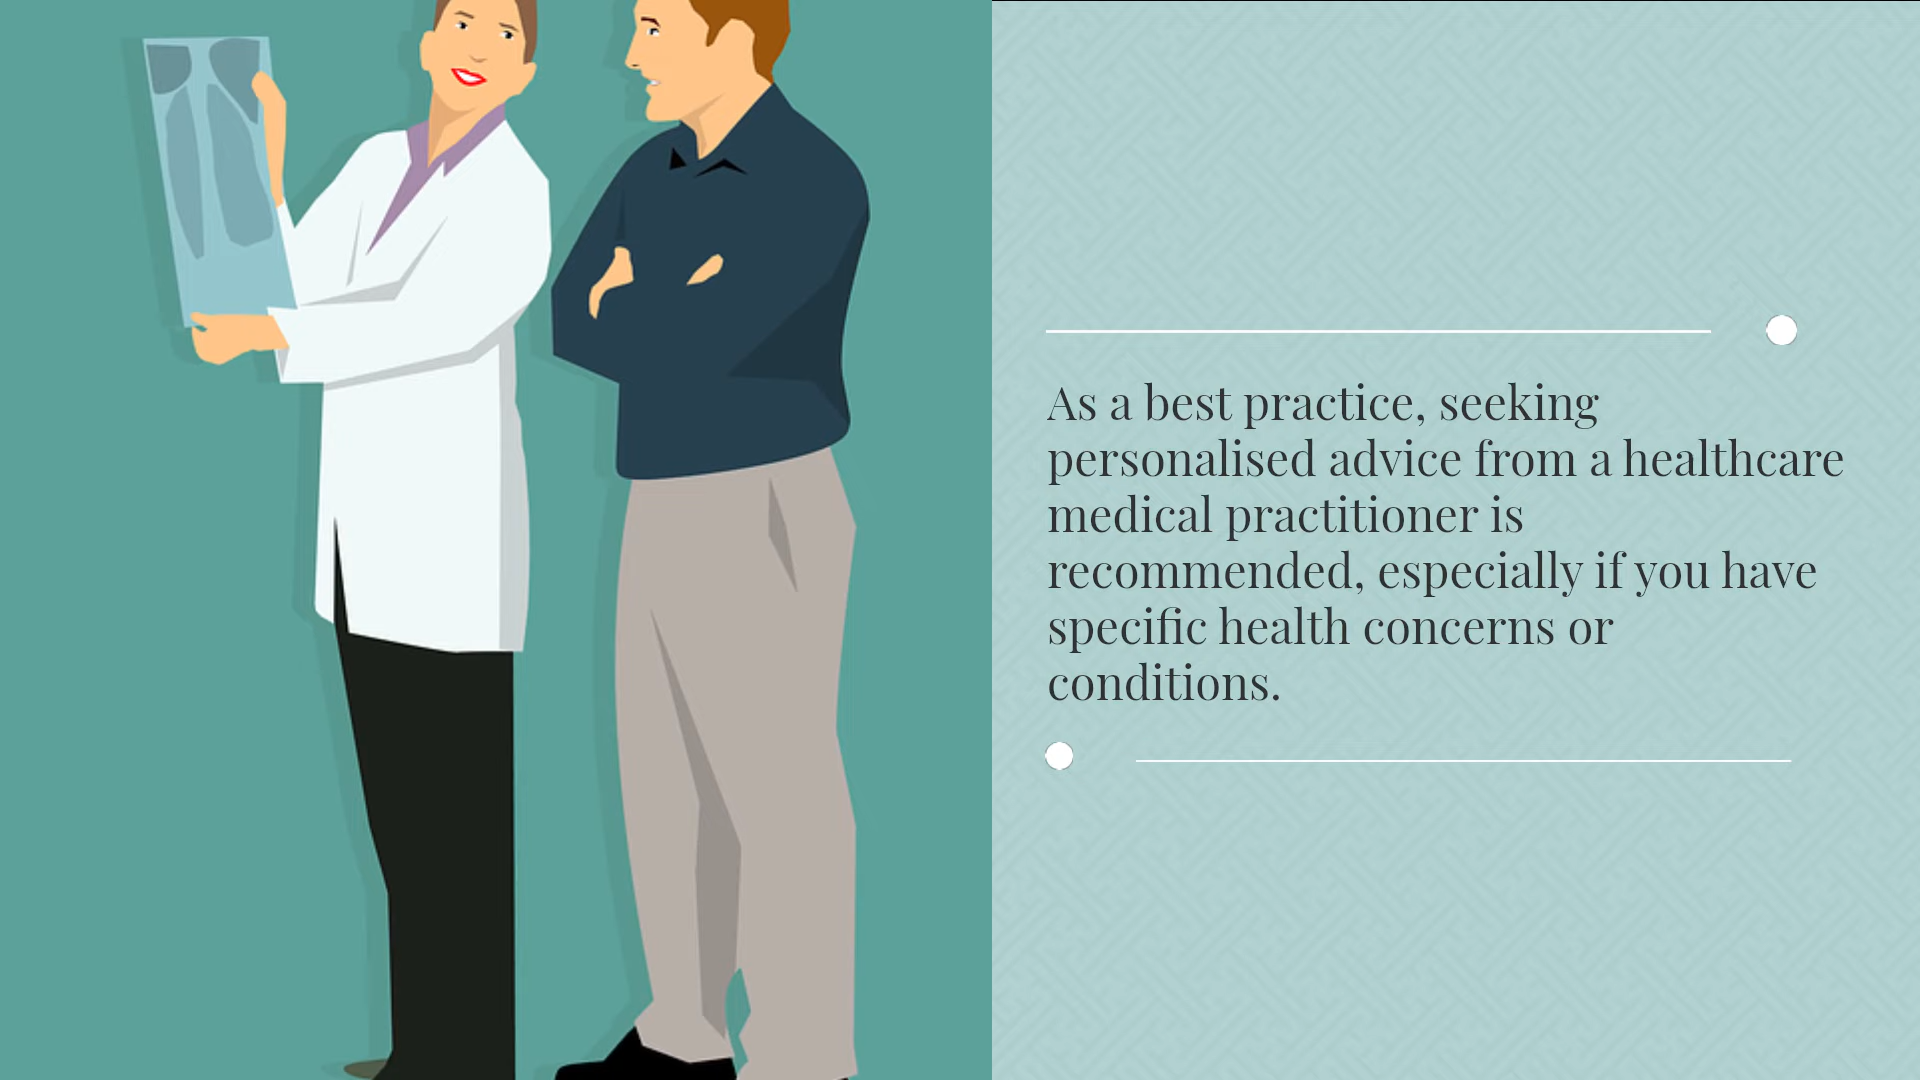 As a best practice, seeking
personalised advice from a healthcare
medical practitioner is
recommended, especially if you have
specific health concerns or
conditions.